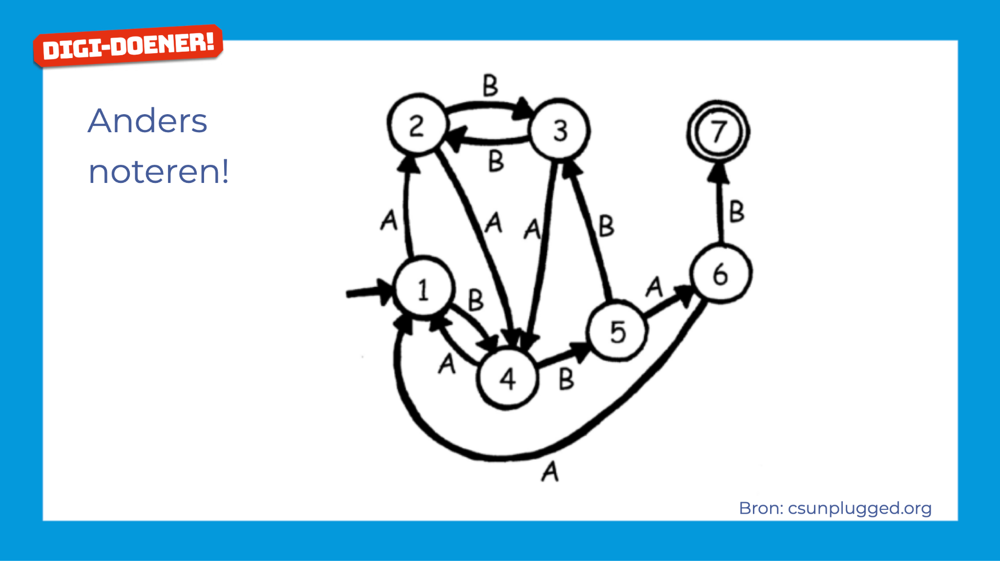 DIGI-DOENER!
Anders
noteren!
B
2
3
7
B
A
A
A
B
B
1
B
6
A
5
A
B
4
A
Bron: csunplugged.org